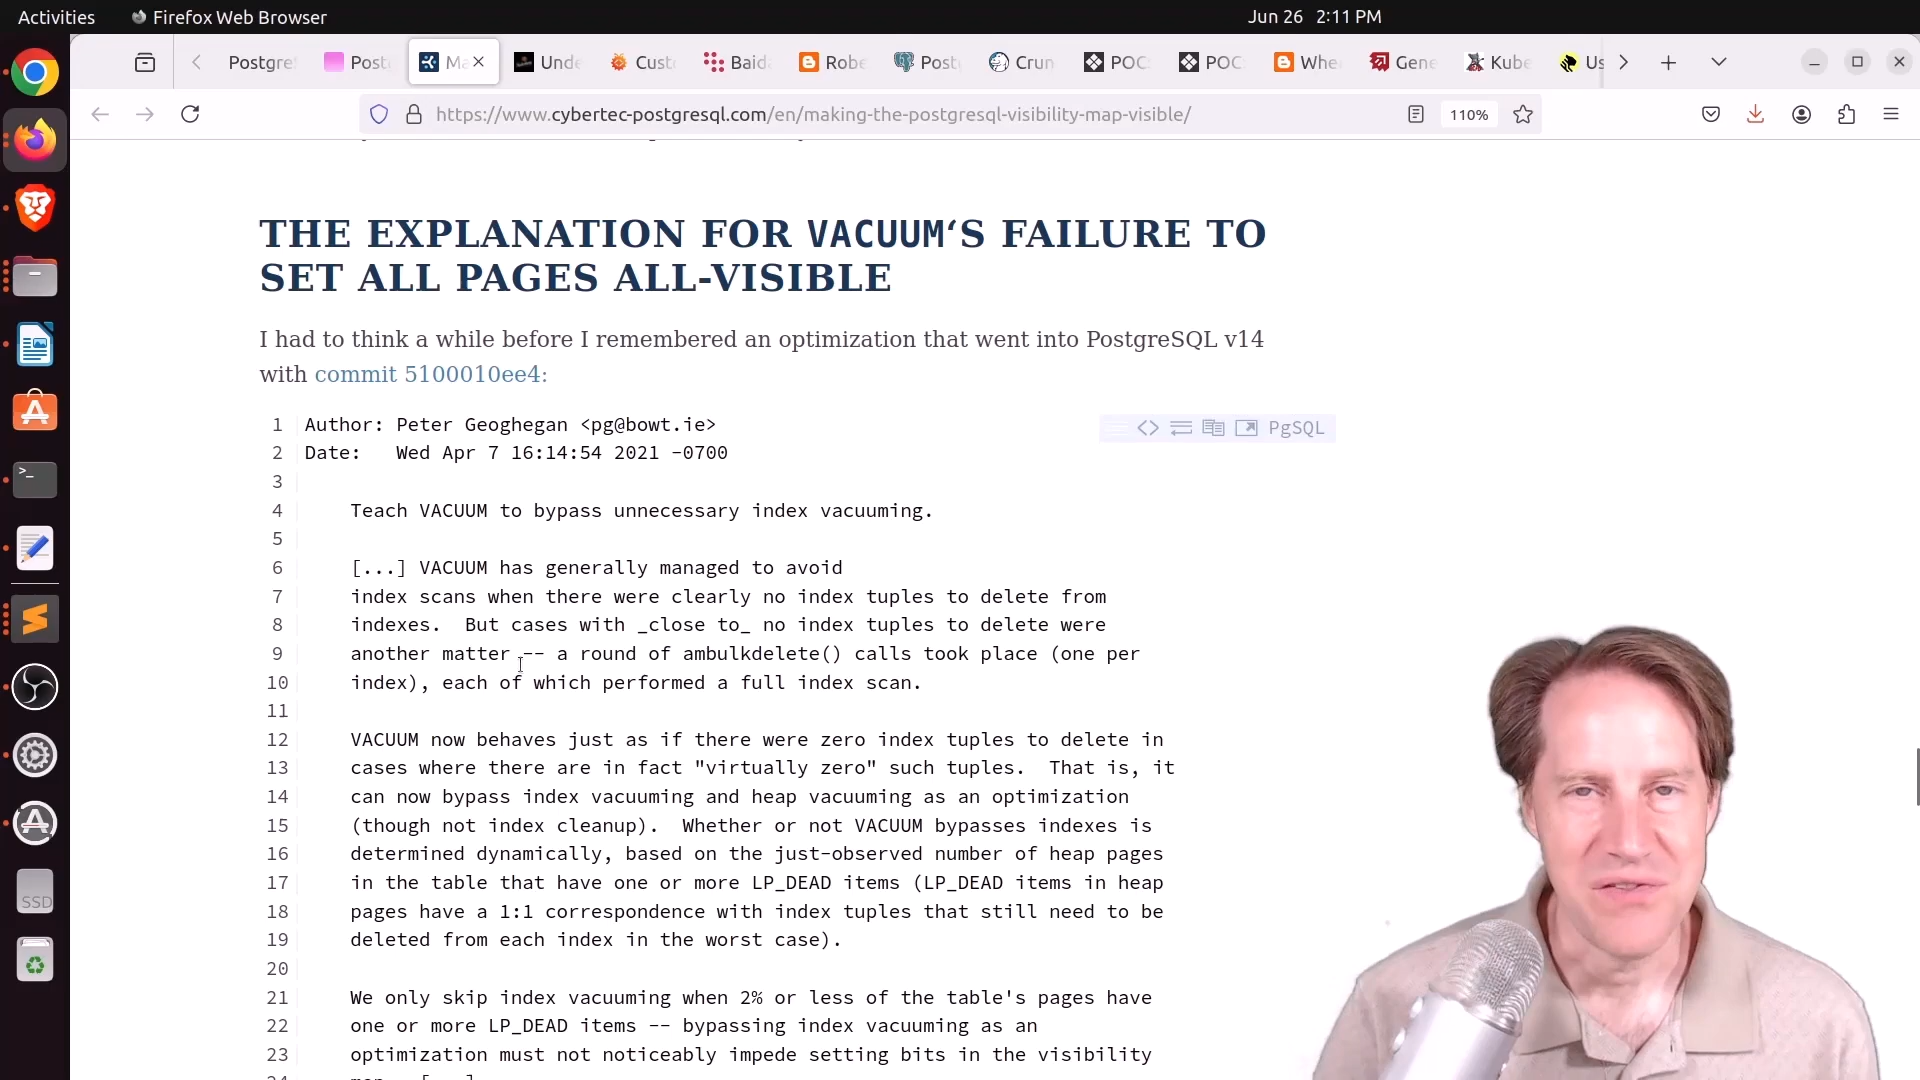 Activities
Firefox Web Browser
Jun 26 2:11 PM
Postgre
Post
Ma
Und
Cust
Baid
Robe
Post
Crun
POC
POC
Whe
Gene
Kube
Us
https://www.cybertec-postgresql.com/en/making-the-postgresql-visibility-map-visible/
110%
THE EXPLANATION FOR VACUUM‘S FAILURE TO
SET ALL PAGES ALL-VISIBLE
I had to think a while before I remembered an optimization that went into PostgreSQL v14
with commit 5100010ee4:
PgSQL
1 Author: Peter Geoghegan <pg@bowt.ie>
2 Date: Wed Apr 7 16:14:54 2021 -0700
3
4 Teach VACUUM to bypass unnecessary index vacuuming.
5
6 [...] VACUUM has generally managed to avoid
7 index scans when there were clearly no index tuples to delete from
8 indexes. But cases with _close to_ no index tuples to delete were
9 another matter -- a round of ambulkdelete() calls took place (one per
10 index), each of which performed a full index scan.
11
12 VACUUM now behaves just as if there were zero index tuples to delete in
13 cases where there are in fact "virtually zero" such tuples. That is, it
14 can now bypass index vacuuming and heap vacuuming as an optimization
15 (though not index cleanup). Whether or not VACUUM bypasses indexes is
16 determined dynamically, based on the just-observed number of heap pages
17 in the table that have one or more LP_DEAD items (LP_DEAD items in heap
18 pages have a 1:1 correspondence with index tuples that still need to be
19 deleted from each index in the worst case).
20
21 We only skip index vacuuming when 2% or less of the table's pages have
22 one or more LP_DEAD items -- bypassing index vacuuming as an
23 optimization must not noticeably impede setting bits in the visibility
SSD